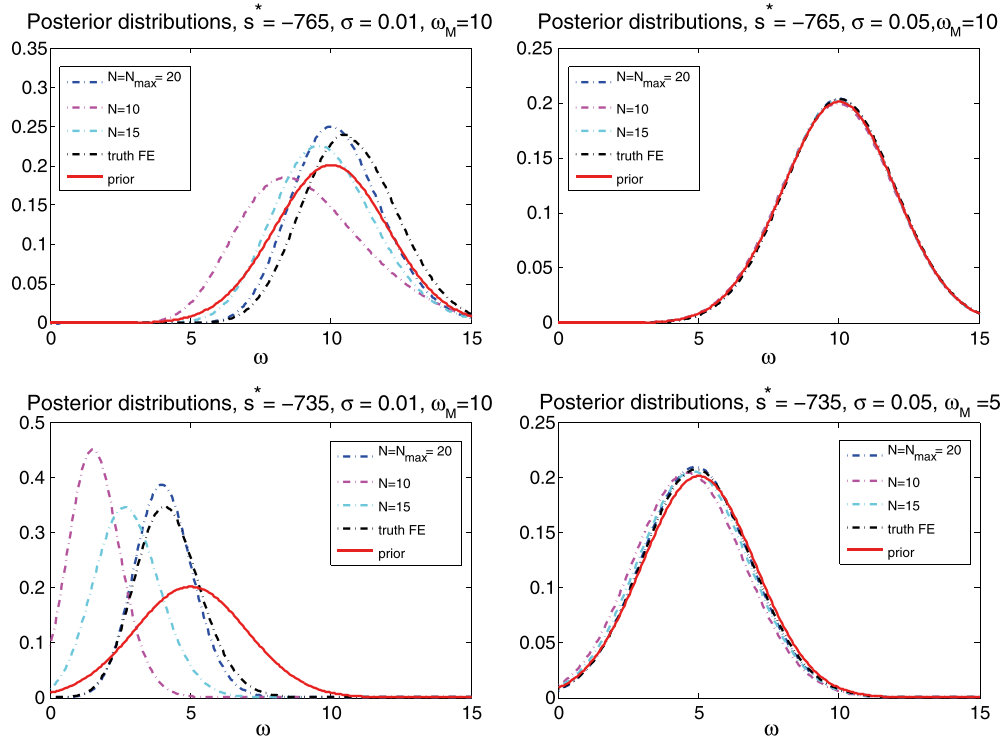 Posterior distributions, s* = −765, σ = 0.01, ω_M=10
0.35
0.3
0.25
0.2
0.15
0.1
0.05
0
N=N_max= 20
N=10
N=15
truth FE
prior
0 5 10 15
ω
Posterior distributions, s* = −765, σ = 0.05,ω_M=10
0.25
0.2
0.15
0.1
0.05
0
N=N_max= 20
N=10
N=15
truth FE
prior
0 5 10 15
ω
Posterior distributions, s* = −735, σ = 0.01, ω_M=10
0.5
0.4
0.3
0.2
0.1
0
N=N_max= 20
N=10
N=15
truth FE
prior
0 5 10 15
ω
Posterior distributions, s* = −735, σ = 0.05, ω_M =5
0.25
0.2
0.15
0.1
0.05
0
N=N_max= 20
N=10
N=15
truth FE
prior
0 5 10 15
ω